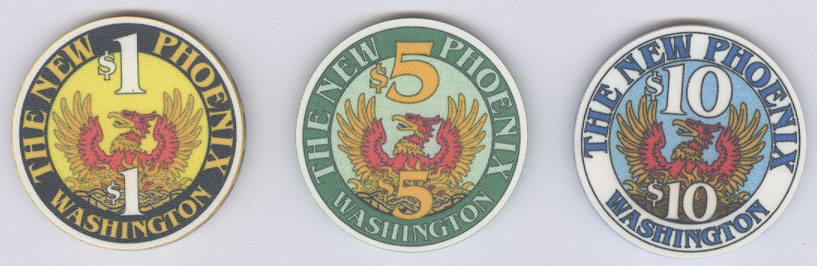 THE NEW PHOENIX
$1
$1
WASHINGTON
THE NEW PHOENIX
$5
$5
WASHINGTON
THE NEW PHOENIX
$10
$10
WASHINGTON